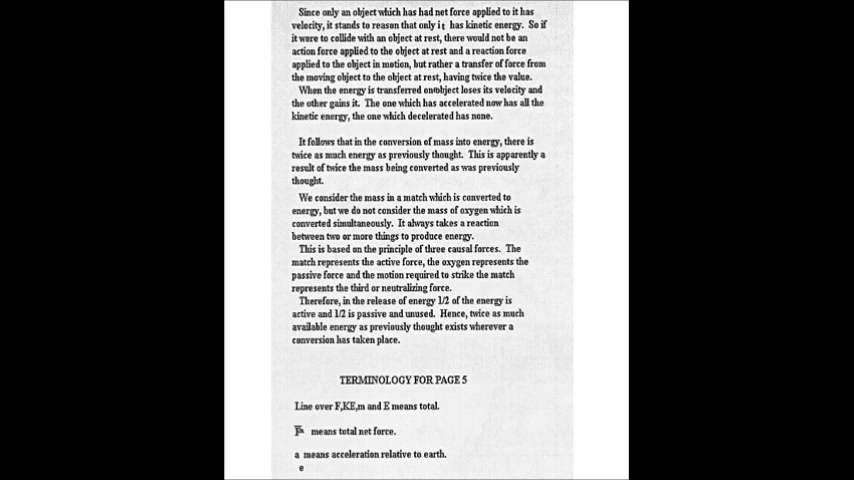 Since only an object which has had net force applied to it has
velocity, it stands to reason that only it has kinetic energy. So if
it were to collide with an object at rest, there would not be an
action force applied to the object at rest and a reaction force
applied to the object in motion, but rather a transfer of force from
the moving object to the object at rest, having twice the value.
When the energy is transferred one object loses its velocity and
the other gains it. The one which has accelerated now has all the
kinetic energy, the one which decelerated has none.
It follows that in the conversion of mass into energy, there is
twice as much energy as previously thought. This is apparently a
result of twice the mass being converted as was previously
thought.
We consider the mass in a match which is converted to
energy, but we do not consider the mass of oxygen which is
converted simultaneously. It always takes a reaction
between two or more things to produce energy.
This is based on the principle of three causal forces. The
match represents the active force, the oxygen represents the
passive force and the motion required to strike the match
represents the third or neutralizing force.
Therefore, in the release of energy 1/2 of the energy is
active and 1/2 is passive and unused. Hence, twice as much
available energy as previously thought exists wherever a
conversion has taken place.
TERMINOLOGY FOR PAGE 5
Line over F,KE,m and E means total.
means total net force.
a means acceleration relative to earth.
e